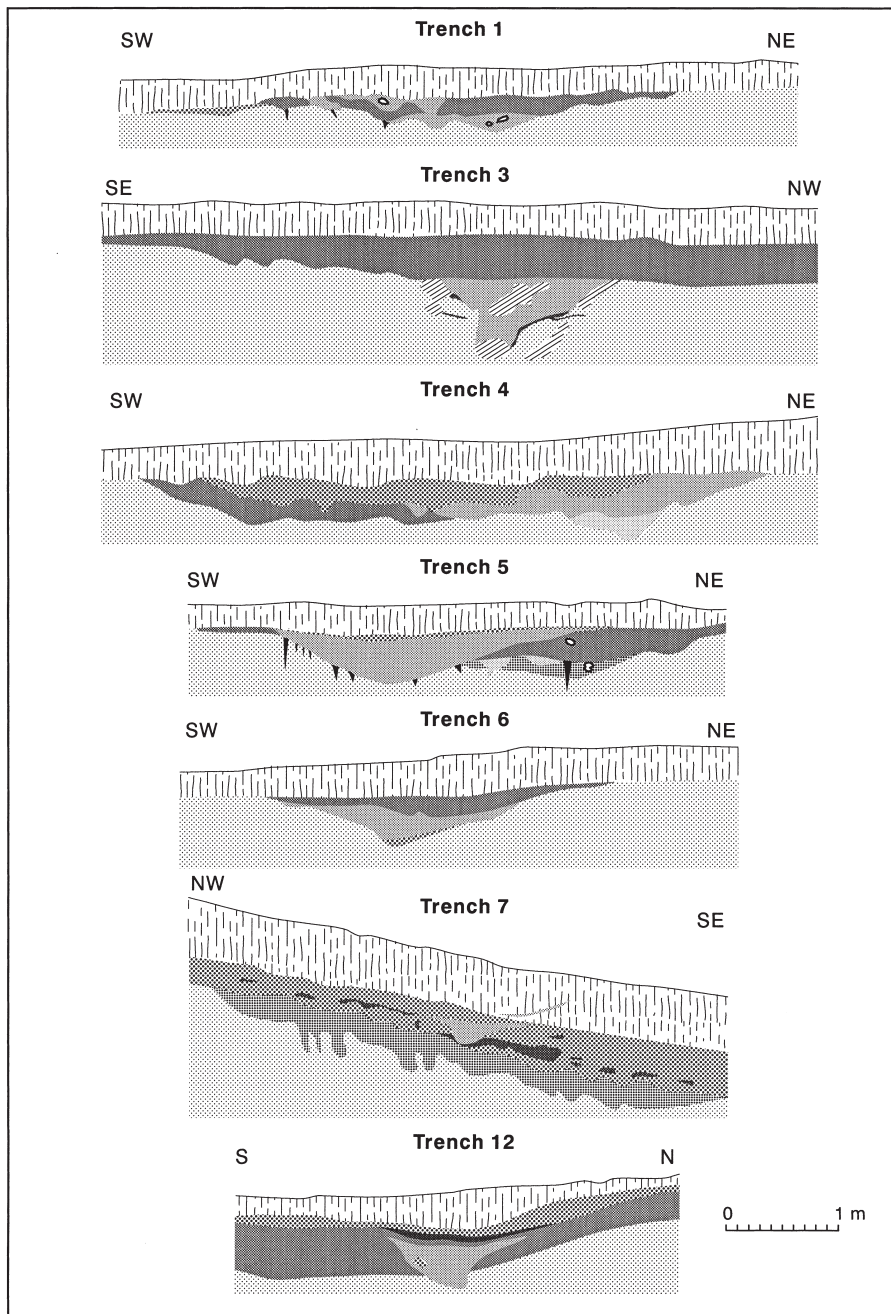 Trench 1
SW NE
Trench 3
SE NW
Trench 4
SW NE
Trench 5
SW NE
Trench 6
SW NE
NW
Trench 7
SE
Trench 12
S N
0 1 m